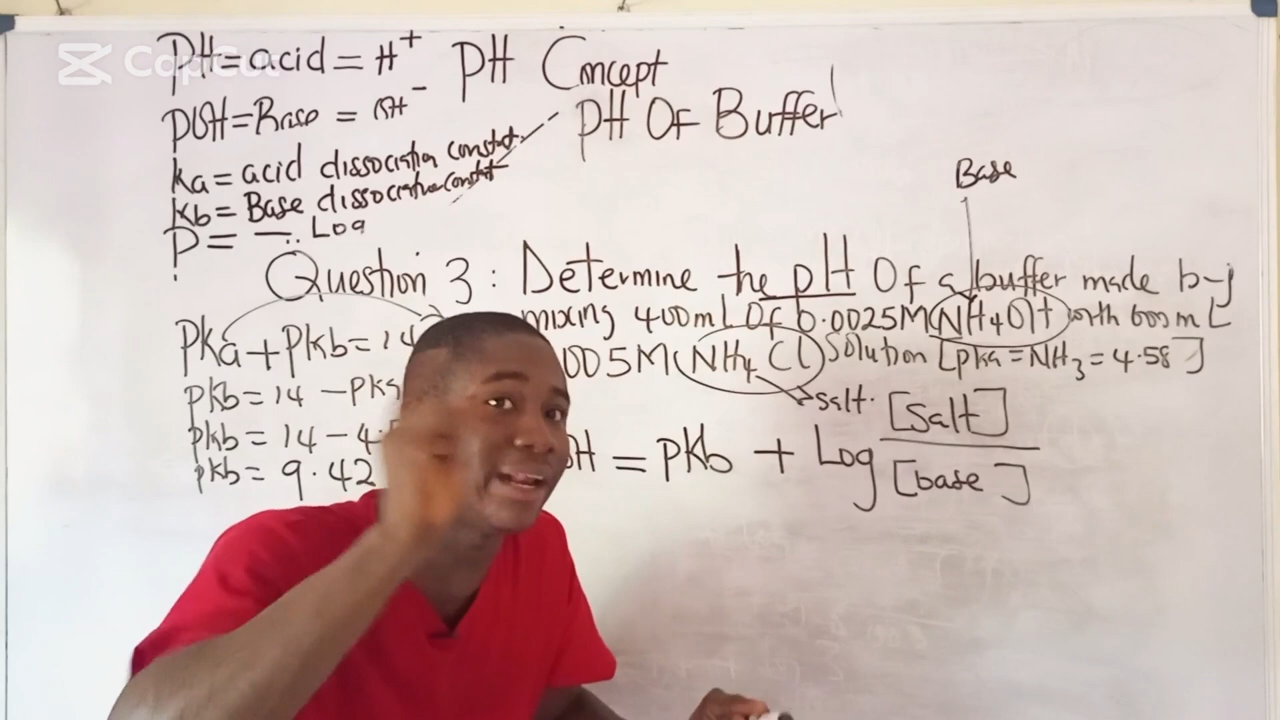 CapCut
PH = acid = H⁺
PH Concept
POH = Base = OH⁻
PH OF Buffer
Ka = acid dissociation constant
Kb = Base dissociation constant
P = - Log
Base
Question 3: Determine the pH Of a buffer made by
mixing 400mL Of 0.0025M NH4OH with 600mL
005M NH4Cl Solution [pka = NH3 = 4.58]
salt.
PKa + PKb = 14
PKb = 14 - PKa
PKb = 14 - 4.
PKb = 9.42
OH = PKb + Log [Salt]
[base]